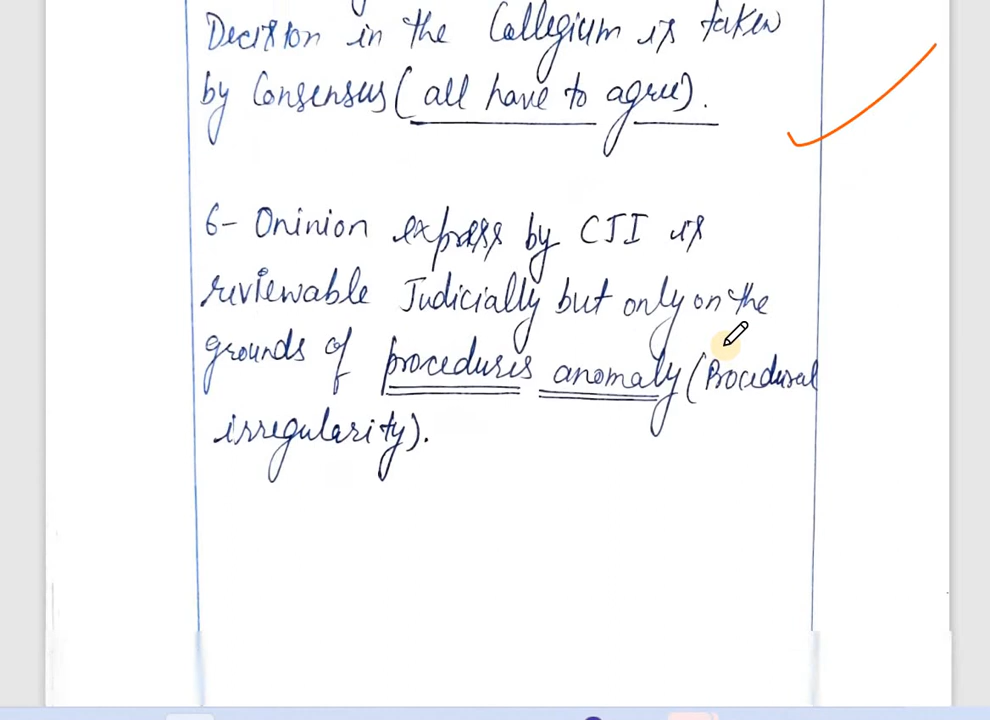 Decision in the Collegium is taken
by Consensus (all have to agree).
6- Oninion express by CJI is
reviewable Judicially but only on the
grounds of procedures anomaly (Procedural
irregularity).